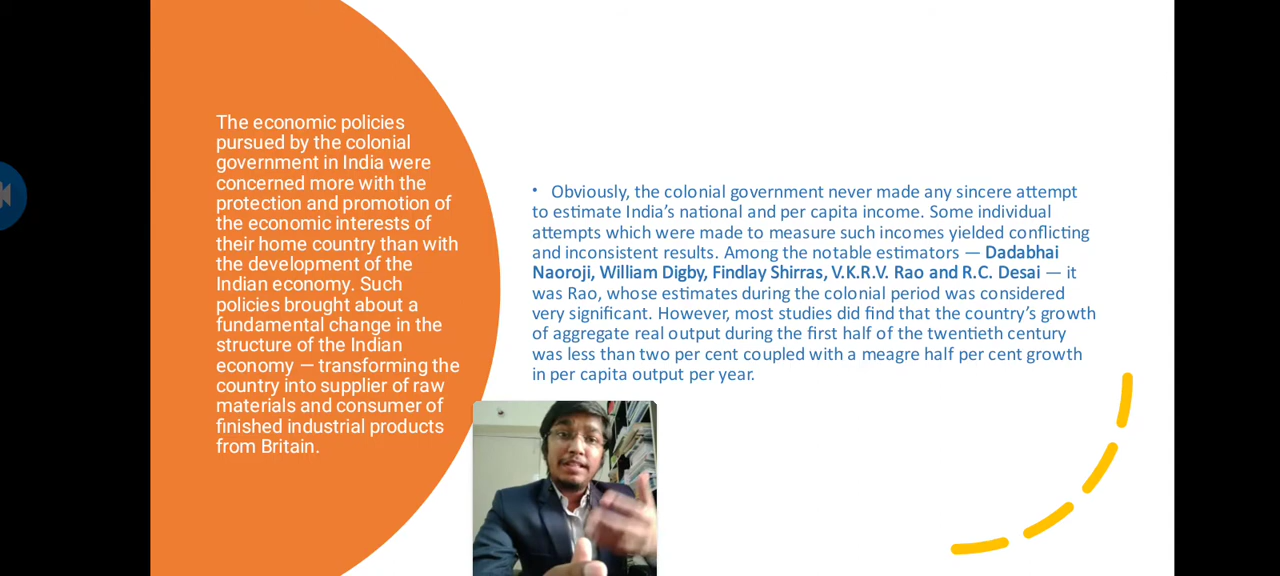 The economic policies
pursued by the colonial
government in India were
concerned more with the
protection and promotion of
the economic interests of
their home country than with
the development of the
Indian economy. Such
policies brought about a
fundamental change in the
structure of the Indian
economy — transforming the
country into supplier of raw
materials and consumer of
finished industrial products
from Britain.
• Obviously, the colonial government never made any sincere attempt
to estimate India's national and per capita income. Some individual
attempts which were made to measure such incomes yielded conflicting
and inconsistent results. Among the notable estimators — Dadabhai
Naoroji, William Digby, Findlay Shirras, V.K.R.V. Rao and R.C. Desai — it
was Rao, whose estimates during the colonial period was considered
very significant. However, most studies did find that the country's growth
of aggregate real output during the first half of the twentieth century
was less than two per cent coupled with a meagre half per cent growth
in per capita output per year.